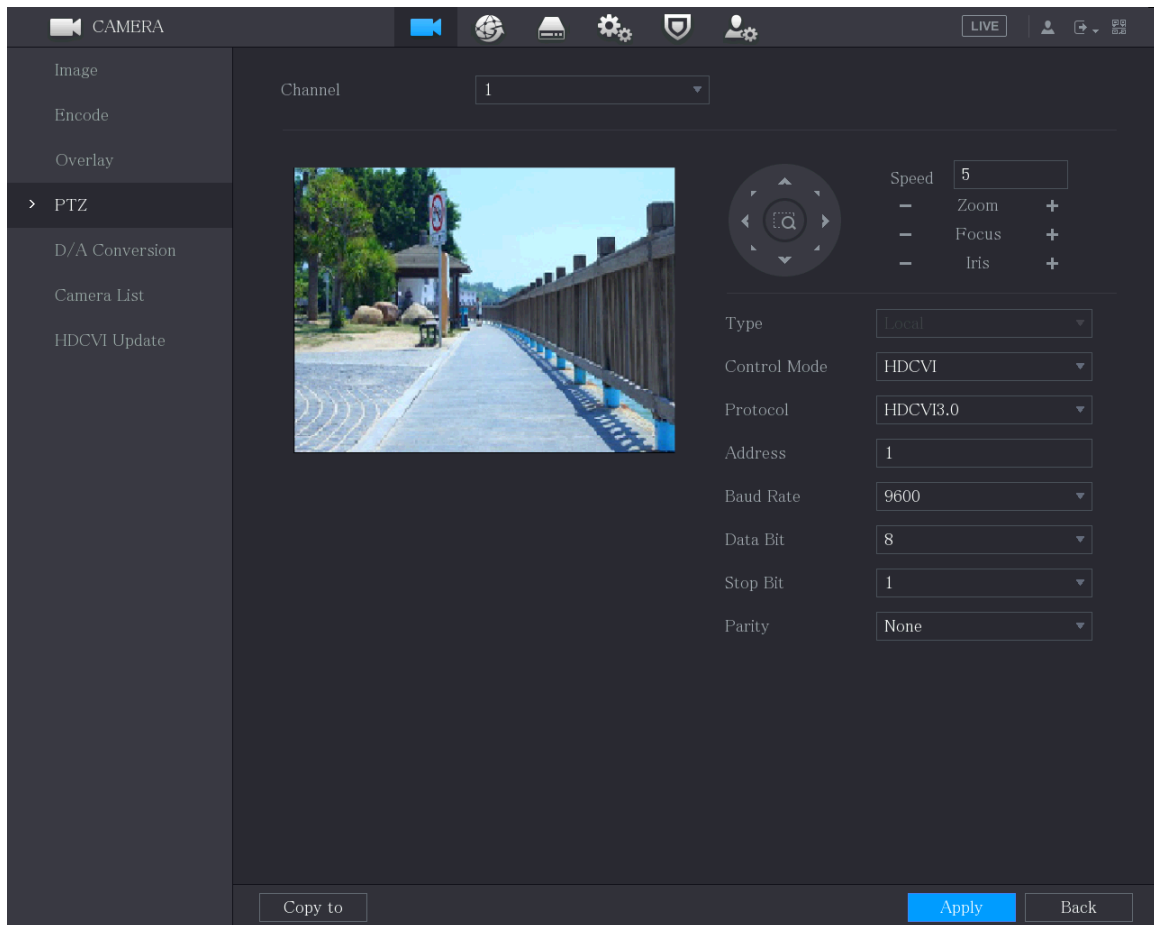 CAMERA
LIVE
Image
Encode
Overlay
PTZ
D/A Conversion
Camera List
HDCVI Update
Channel 1
Speed 5
Zoom
Focus
Iris
Type Local
Control Mode HDCVI
Protocol HDCVI3.0
Address 1
Baud Rate 9600
Data Bit 8
Stop Bit 1
Parity None
Copy to Apply Back